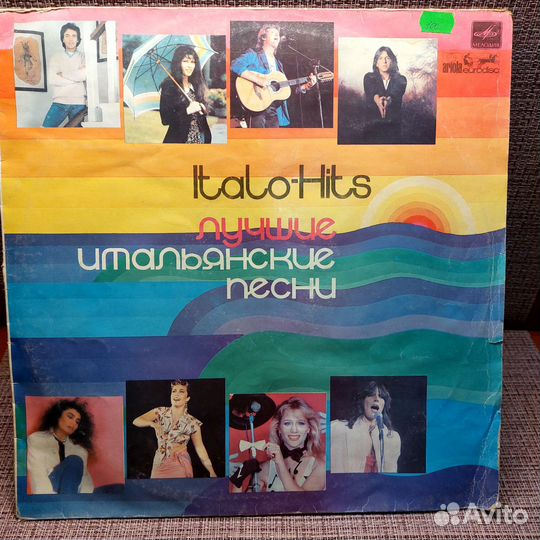 МЕЛОДИЯ
ariola eurodisc
Italo-Hits
лучшие
итальянские
песни
Avito